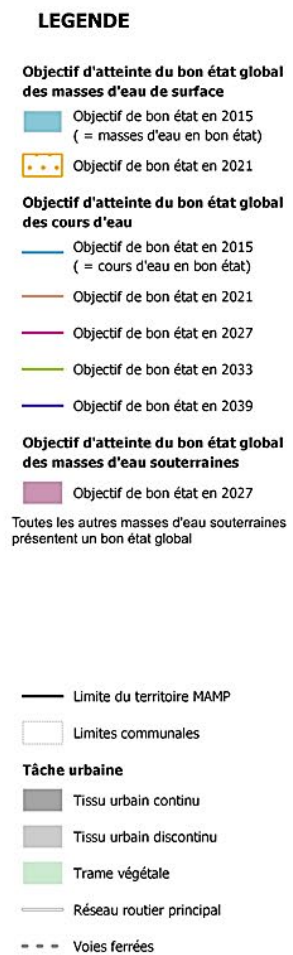 LEGENDE
Objectif d'atteinte du bon état global
des masses d'eau de surface
Objectif de bon état en 2015
( = masses d'eau en bon état)
Objectif de bon état en 2021
Objectif d'atteinte du bon état global
des cours d'eau
Objectif de bon état en 2015
( = cours d'eau en bon état)
Objectif de bon état en 2021
Objectif de bon état en 2027
Objectif de bon état en 2033
Objectif de bon état en 2039
Objectif d'atteinte du bon état global
des masses d'eau souterraines
Objectif de bon état en 2027
Toutes les autres masses d'eau souterraines
présentent un bon état global
Limite du territoire MAMP
Limites communales
Tâche urbaine
Tissu urbain continu
Tissu urbain discontinu
Trame végétale
Réseau routier principal
Voies ferrées